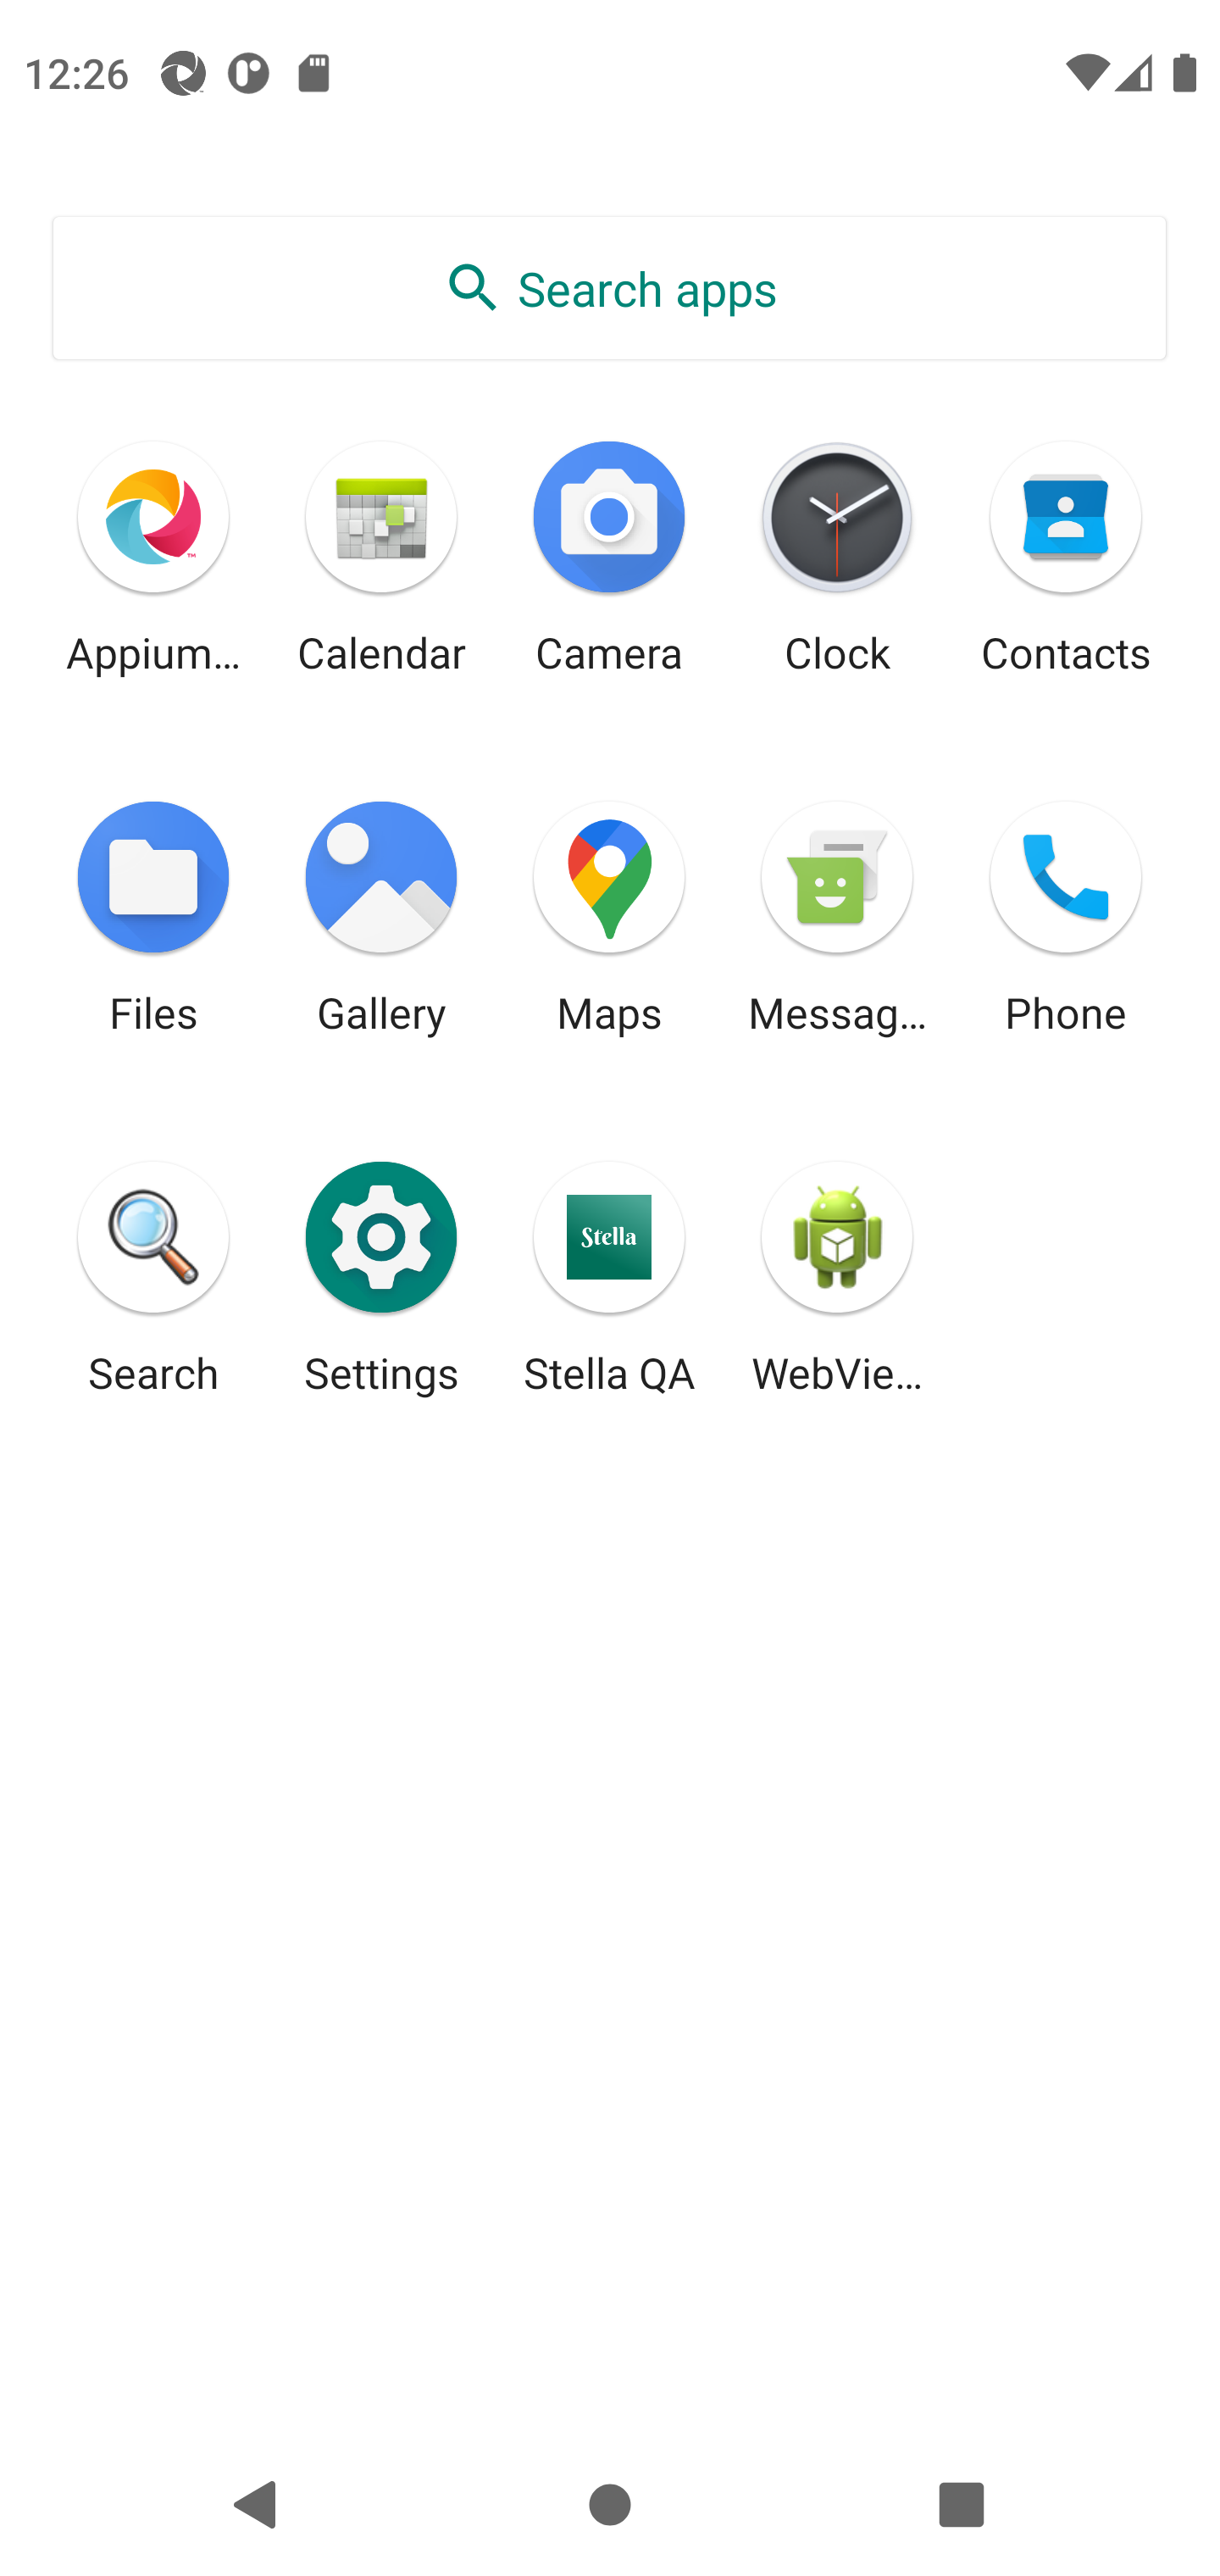 12:26
Search apps
Appium…
Calendar
Camera
Clock
Contacts
Files
Gallery
Maps
Messag…
Phone
Stella
Search
Settings
Stella QA
WebVie…